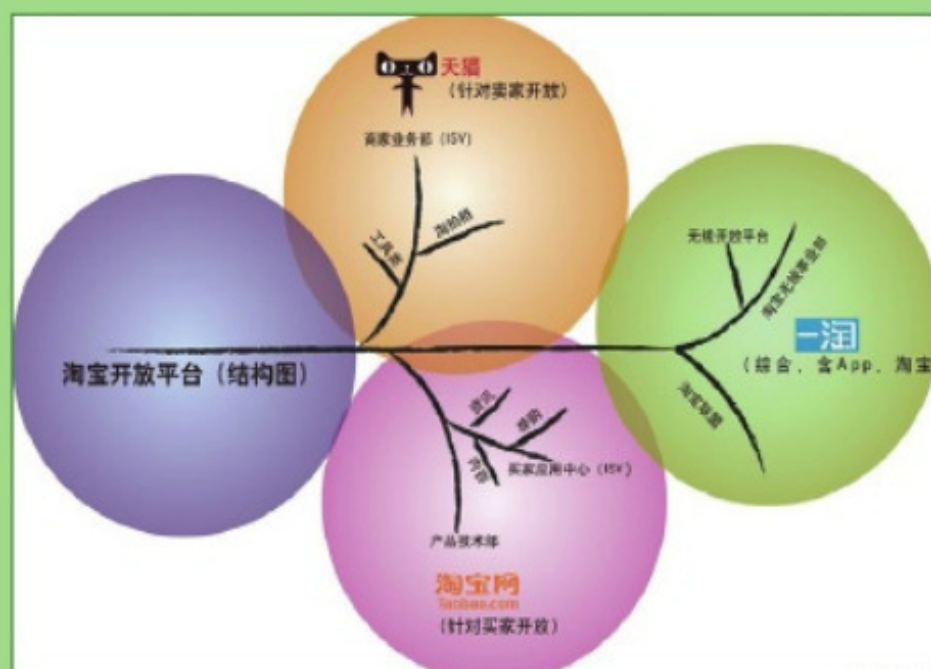 天猫
(针对卖家开放)
商家业务部 (ISV)
工具类
淘拍档
无线开放平台
淘宝无线事业部
一淘
(综合、含App、淘宝
淘宝联盟
淘宝开放平台 (结构图)
资讯
导购
内容
买家应用中心 (ISV)
产品技术部
淘宝网
Taobao.com
(针对买家开放)